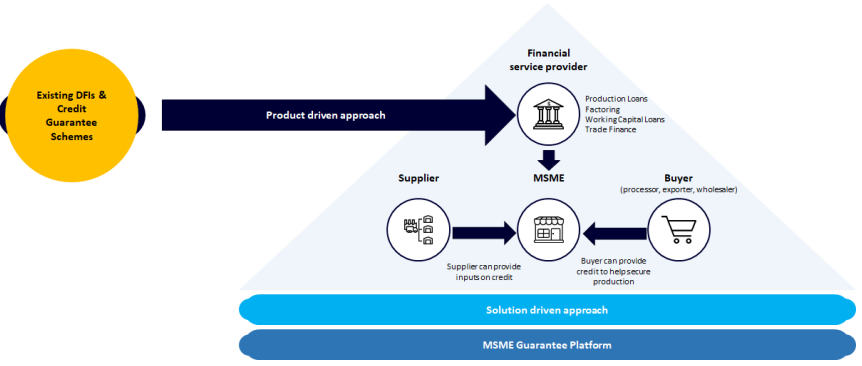 Financial
service provider
Existing DFIs &
Credit
Guarantee
Schemes
Product driven approach
Production Loans
Factoring
Working Capital Loans
Trade Finance
Supplier
MSME
Buyer
(processor, exporter, wholesaler)
Supplier can provide
inputs on credit
Buyer can provide
credit to help secure
production
Solution driven approach
MSME Guarantee Platform